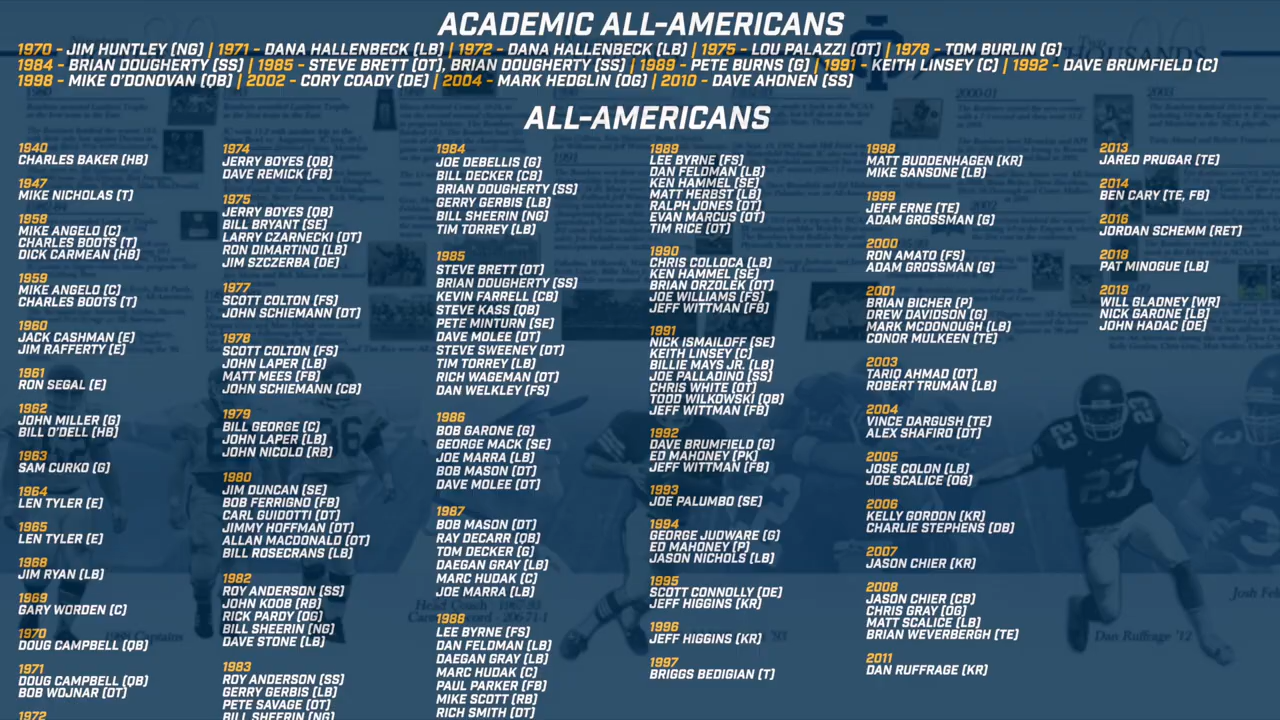 ACADEMIC ALL-AMERICANS
1970 - JIM HUNTLEY (NG) | 1971 - DANA HALLENBECK (LB) | 1972 - DANA HALLENBECK (LB) | 1975 - LOU PALAZZI (OT) | 1978 - TOM BURLIN (G)
1984 - BRIAN DOUGHERTY (SS) | 1985 - STEVE BRETT (OT), BRIAN DOUGHERTY (SS) | 1989 - PETE BURNS (G) | 1991 - KEITH LINSEY (C) | 1992 - DAVE BRUMFIELD (C)
1998 - MIKE O'DONOVAN (QB) | 2002 - CORY COADY (DE) | 2004 - MARK HEDGLIN (OG) | 2010 - DAVE AHONEN (SS)
ALL-AMERICANS
1940
CHARLES BAKER (HB)
1947
MIKE NICHOLAS (T)
1958
MIKE ANGELO (C)
CHARLES BOOTS (T)
DICK CARMEAN (HB)
1959
MIKE ANGELO (C)
CHARLES BOOTS (T)
1960
JACK CASHMAN (E)
JIM RAFFERTY (E)
1961
RON SEGAL (E)
1962
JOHN MILLER (G)
BILL O'DELL (HB)
1963
SAM CURKO (G)
1964
LEN TYLER (E)
1965
LEN TYLER (E)
1968
JIM RYAN (LB)
1969
GARY WORDEN (C)
1970
DOUG CAMPBELL (QB)
1971
DOUG CAMPBELL (QB)
BOB WOJNAR (OT)
1972
1974
JERRY BOYES (QB)
DAVE REMICK (FB)
1975
JERRY BOYES (QB)
BILL BRYANT (SE)
LARRY CZARNECKI (OT)
RON DIMARTINO (LB)
JIM SZCZERBA (DE)
1977
SCOTT COLTON (FS)
JOHN SCHIEMANN (OT)
1978
SCOTT COLTON (FS)
JOHN LAPER (LB)
MATT MEES (FB)
JOHN SCHIEMANN (CB)
1979
BILL GEORGE (C)
JOHN LAPER (LB)
JOHN NICOLO (RB)
1980
JIM DUNCAN (SE)
BOB FERRIGNO (FB)
CARL GUIDOTTI (OT)
JIMMY HOFFMAN (OT)
ALLAN MACDONALD (OT)
BILL ROSECRANS (LB)
1982
ROY ANDERSON (SS)
JOHN KOOB (RB)
RICK PARDY (OG)
BILL SHEERIN (NG)
DAVE STONE (LB)
1983
ROY ANDERSON (SS)
GERRY GERBIS (LB)
PETE SAVAGE (OT)
BILL SHEERIN (NG)
1984
JOE DEBELLIS (G)
BILL DECKER (CB)
BRIAN DOUGHERTY (SS)
GERRY GERBIS (LB)
BILL SHEERIN (NG)
TIM TORREY (LB)
1985
STEVE BRETT (OT)
BRIAN DOUGHERTY (SS)
KEVIN FARRELL (CB)
STEVE KASS (QB)
PETE MINTURN (SE)
DAVE MOLEE (OT)
STEVE SWEENEY (OT)
TIM TORREY (LB)
RICH WAGEMAN (OT)
DAN WELKLEY (FS)
1986
BOB GARONE (G)
GEORGE MACK (SE)
JOE MARRA (LB)
BOB MASON (OT)
DAVE MOLEE (OT)
1987
BOB MASON (OT)
RAY DECARR (QB)
TOM DECKER (G)
DAEGAN GRAY (LB)
MARC HUDAK (C)
JOE MARRA (LB)
1988
LEE BYRNE (FS)
DAN FELDMAN (LB)
DAEGAN GRAY (LB)
MARC HUDAK (C)
PAUL PARKER (FB)
MIKE SCOTT (RB)
RICH SMITH (OT)
1989
LEE BYRNE (FS)
DAN FELDMAN (LB)
KEN HAMMEL (SE)
MATT HERBST (LB)
RALPH JONES (OT)
EVAN MARCUS (OT)
TIM RICE (OT)
1990
CHRIS COLLOCA (LB)
KEN HAMMEL (SE)
BRIAN ORZOLEK (OT)
JOE WILLIAMS (FS)
JEFF WITTMAN (FB)
1991
NICK ISMAILOFF (SE)
KEITH LINSEY (C)
BILLIE MAYS JR. (LB)
JOE PALLADINO (SS)
CHRIS WHITE (OT)
TODD WILKOWSKI (QB)
JEFF WITTMAN (FB)
1992
DAVE BRUMFIELD (G)
ED MAHONEY (PK)
JEFF WITTMAN (FB)
1993
JOE PALUMBO (SE)
1994
GEORGE JUDWARE (G)
ED MAHONEY (P)
JASON NICHOLS (LB)
1995
SCOTT CONNOLLY (DE)
JEFF HIGGINS (KR)
1996
JEFF HIGGINS (KR)
1997
BRIGGS BEDIGIAN (T)
1998
MATT BUDDENHAGEN (KR)
MIKE SANSONE (LB)
1999
JEFF ERNE (TE)
ADAM GROSSMAN (G)
2000
RON AMATO (FS)
ADAM GROSSMAN (G)
2001
BRIAN BICHER (P)
DREW DAVIDSON (G)
MARK MCDONOUGH (LB)
CONOR MULKEEN (TE)
2003
TARIQ AHMAD (OT)
ROBERT TRUMAN (LB)
2004
VINCE DARGUSH (TE)
ALEX SHAFIRO (OT)
2005
JOSE COLON (LB)
JOE SCALICE (OG)
2006
KELLY GORDON (KR)
CHARLIE STEPHENS (DB)
2007
JASON CHIER (KR)
2008
JASON CHIER (CB)
CHRIS GRAY (OG)
MATT SCALICE (LB)
BRIAN WEVERBERGH (TE)
2011
DAN RUFFRAGE (KR)
2013
JARED PRUGAR (TE)
2014
BEN CARY (TE, FB)
2016
JORDAN SCHEMM (RET)
2018
PAT MINOGUE (LB)
2019
WILL GLADNEY (WR)
NICK GARONE (LB)
JOHN HADAC (DE)
Dan Ruffrage '12